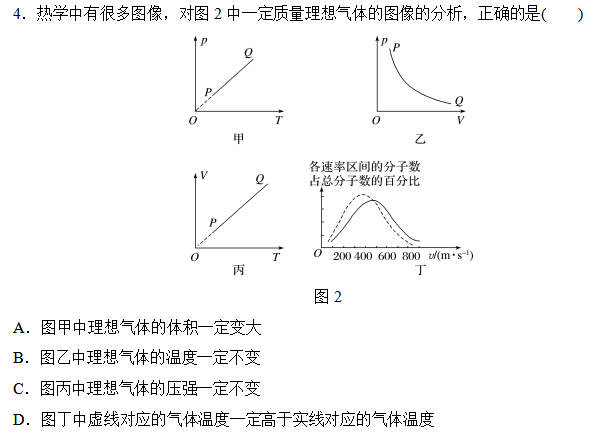 4．热学中有很多图像，对图 2 中一定质量理想气体的图像的分析，正确的是(　　)
p
Q
P
O
T
甲
p
P
Q
O
V
乙
V
Q
P
O
T
丙
各速率区间的分子数
占总分子数的百分比
O
200 400 600 800 v/(m·s⁻¹)
丁
图 2
A．图甲中理想气体的体积一定变大
B．图乙中理想气体的温度一定不变
C．图丙中理想气体的压强一定不变
D．图丁中虚线对应的气体温度一定高于实线对应的气体温度